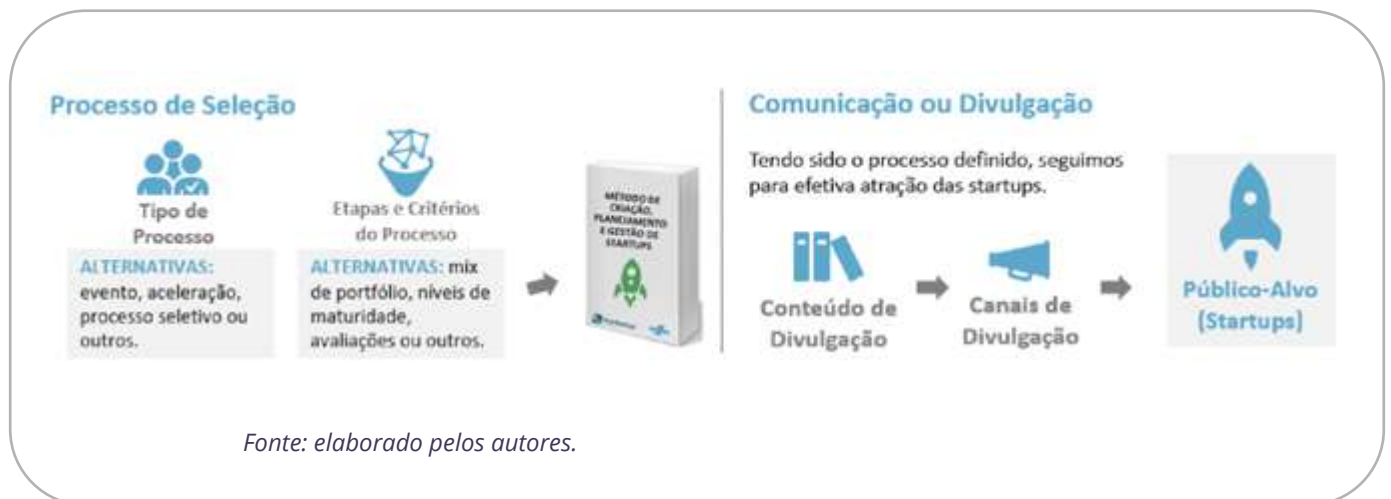 Processo de Seleção
Tipo de
Processo
ALTERNATIVAS:
evento, aceleração,
processo seletivo ou
outros.
Etapas e Critérios
do Processo
ALTERNATIVAS: mix
de portfólio, níveis de
maturidade,
avaliações ou outros.
MÉTODO DE
CRIAÇÃO,
PLANEJAMENTO
E GESTÃO DE
STARTUPS
Comunicação ou Divulgação
Tendo sido o processo definido, seguimos
para efetiva atração das startups.
Conteúdo de
Divulgação
Canais de
Divulgação
Público-Alvo
(Startups)
Fonte: elaborado pelos autores.